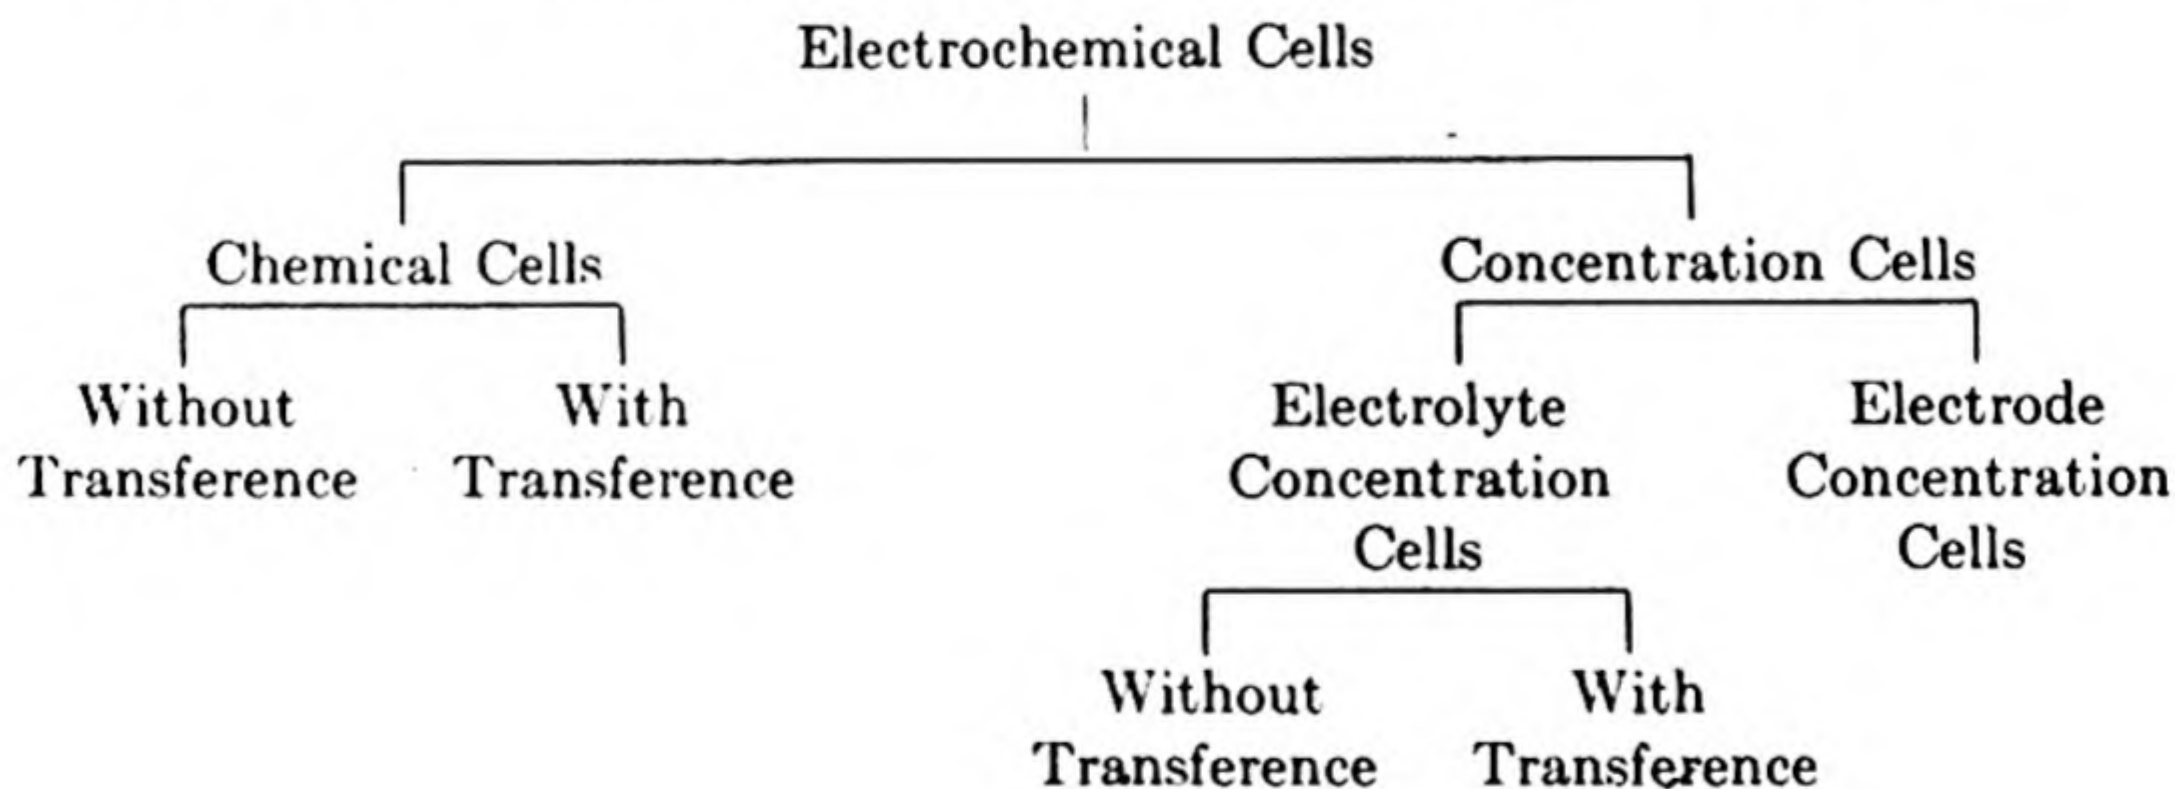 Electrochemical Cells
Chemical Cells
Concentration Cells
Without
Transference
With
Transference
Electrolyte
Concentration
Cells
Electrode
Concentration
Cells
Without
Transference
With
Transference